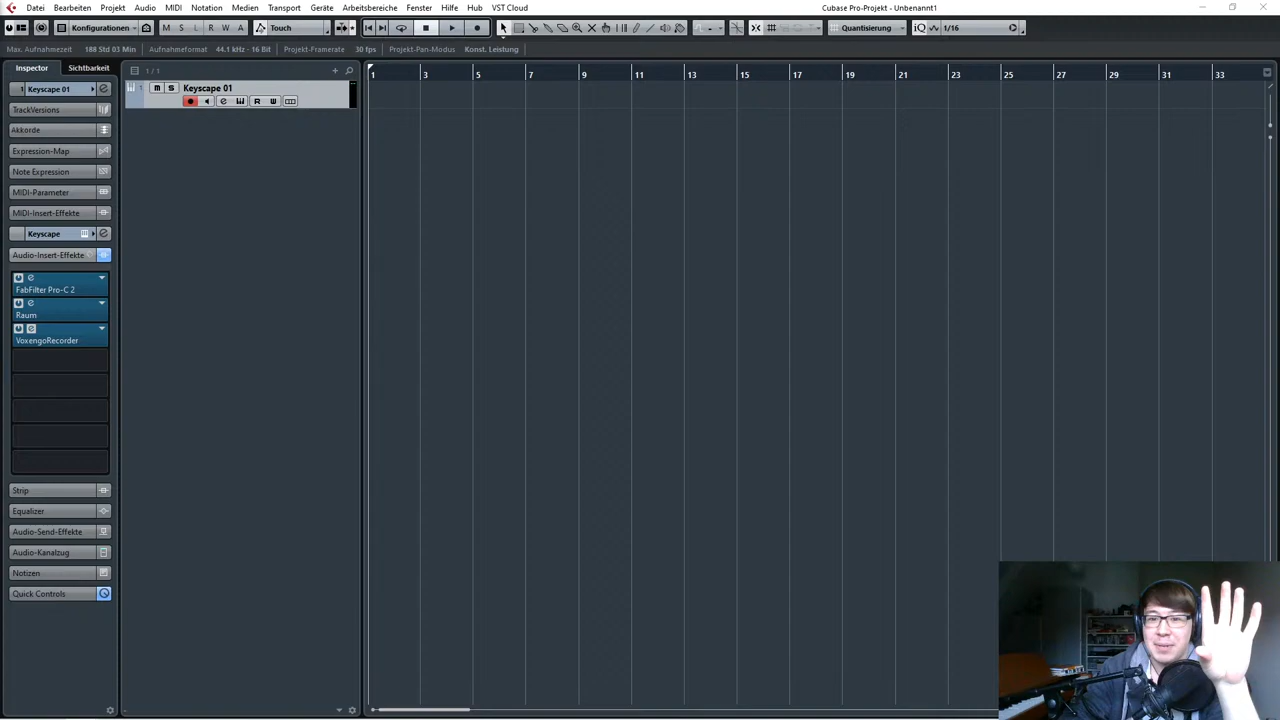 Datei Bearbeiten Projekt Audio MIDI Notation Medien Transport Geräte Arbeitsbereiche Fenster Hilfe Hub VST Cloud Cubase Pro-Projekt - Unbenannt1
Konfigurationen M S L R W A Touch Quantisierung iQ 1/16
Max. Aufnahmezeit 188 Std 03 Min Aufnahmeformat 44.1 kHz - 16 Bit Projekt-Framerate 30 fps Projekt-Pan-Modus Konst. Leistung
Inspector Sichtbarkeit 1 / 1 1 3 5 7 9 11 13 15 17 19 21 23 25 27 29 31 33
1 Keyscape 01 1 m S Keyscape 01
R W
TrackVersions
Akkorde
Expression-Map
Note Expression
MIDI-Parameter
MIDI-Insert-Effekte
Keyscape
Audio-Insert-Effekte
FabFilter Pro-C 2
Raum
VoxengoRecorder
Strip
Equalizer
Audio-Send-Effekte
Audio-Kanalzug
Notizen
Quick Controls